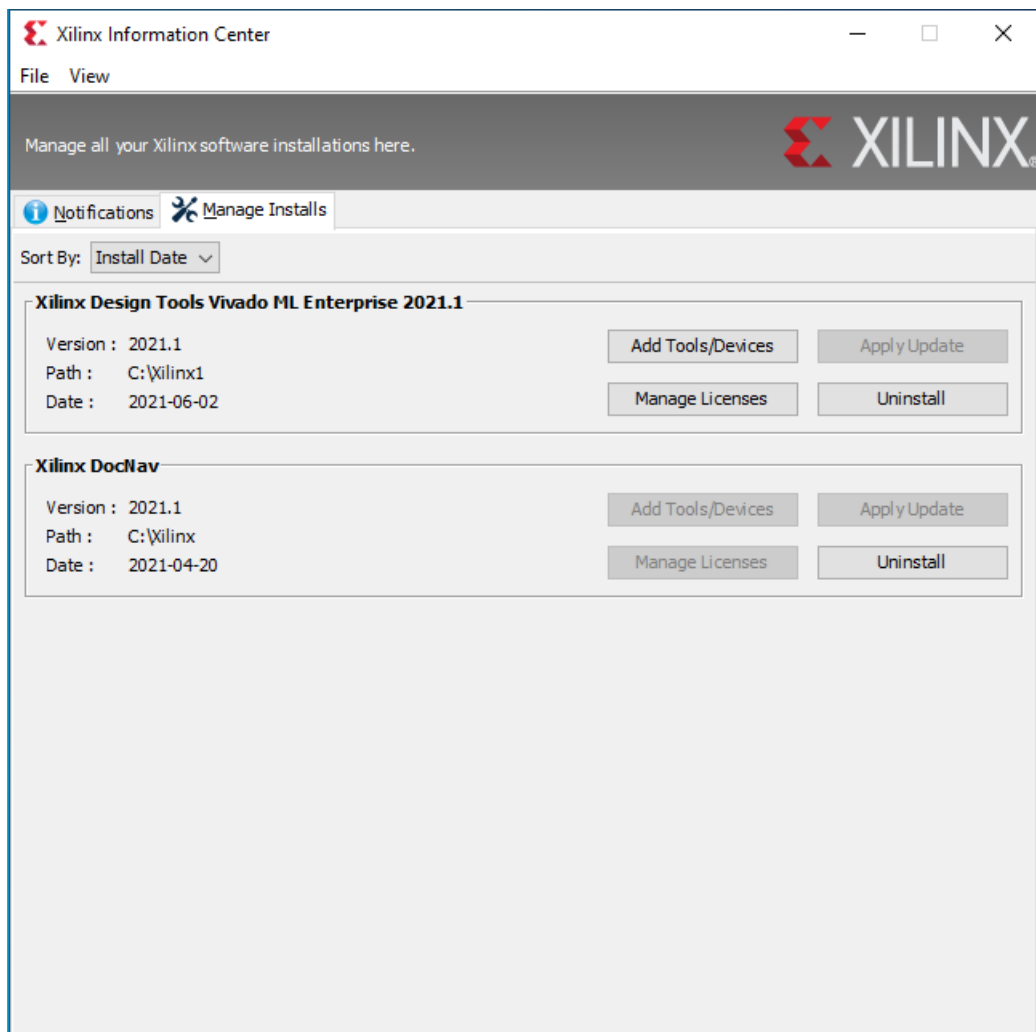 Xilinx Information Center
File View
Manage all your Xilinx software installations here.
XILINX®
Notifications Manage Installs
Sort By: Install Date
Xilinx Design Tools Vivado ML Enterprise 2021.1
Version : 2021.1
Add Tools/Devices Apply Update
Path : C:\Xilinx1
Date : 2021-06-02
Manage Licenses Uninstall
Xilinx DocNav
Version : 2021.1
Add Tools/Devices Apply Update
Path : C:\Xilinx
Date : 2021-04-20
Manage Licenses Uninstall